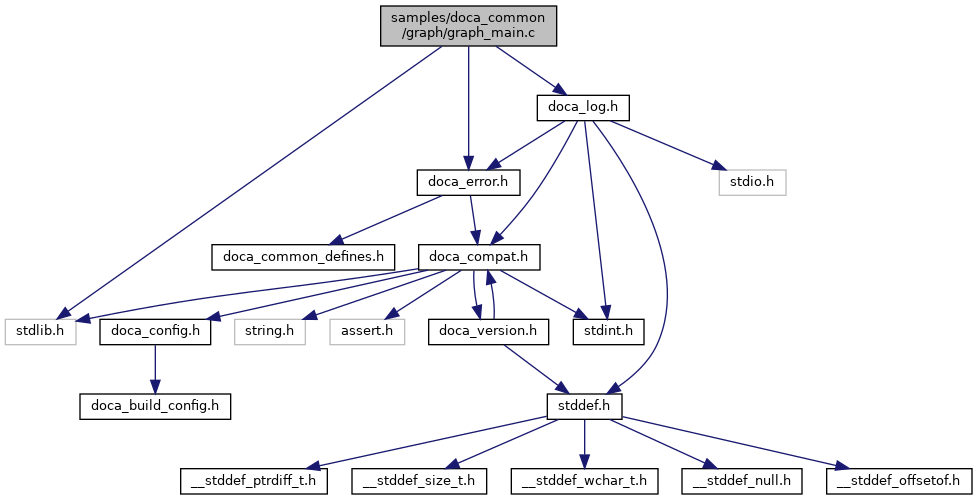 samples/doca_common
/graph/graph_main.c
doca_log.h
doca_error.h
stdio.h
doca_common_defines.h
doca_compat.h
stdlib.h
doca_config.h
string.h
assert.h
doca_version.h
stdint.h
doca_build_config.h
stddef.h
__stddef_ptrdiff_t.h
__stddef_size_t.h
__stddef_wchar_t.h
__stddef_null.h
__stddef_offsetof.h